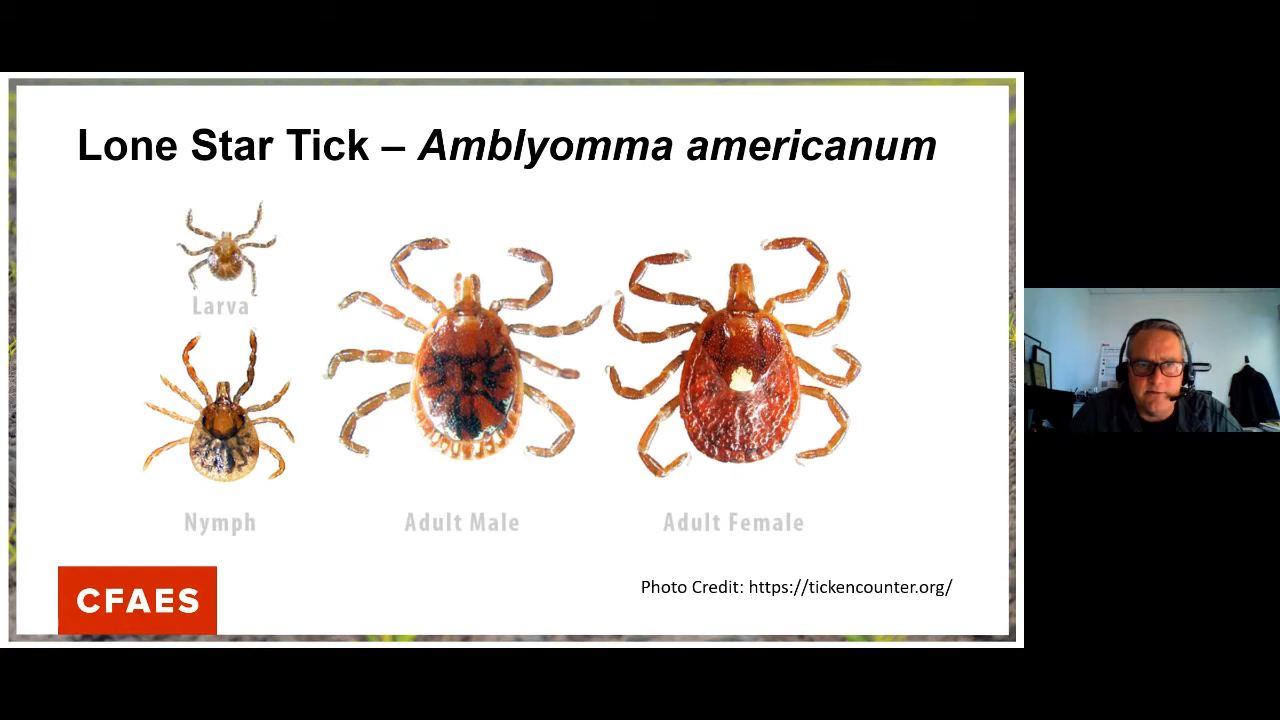 Lone Star Tick – Amblyomma americanum
Larva
Nymph
Adult Male
Adult Female
CFAES
Photo Credit: https://tickencounter.org/